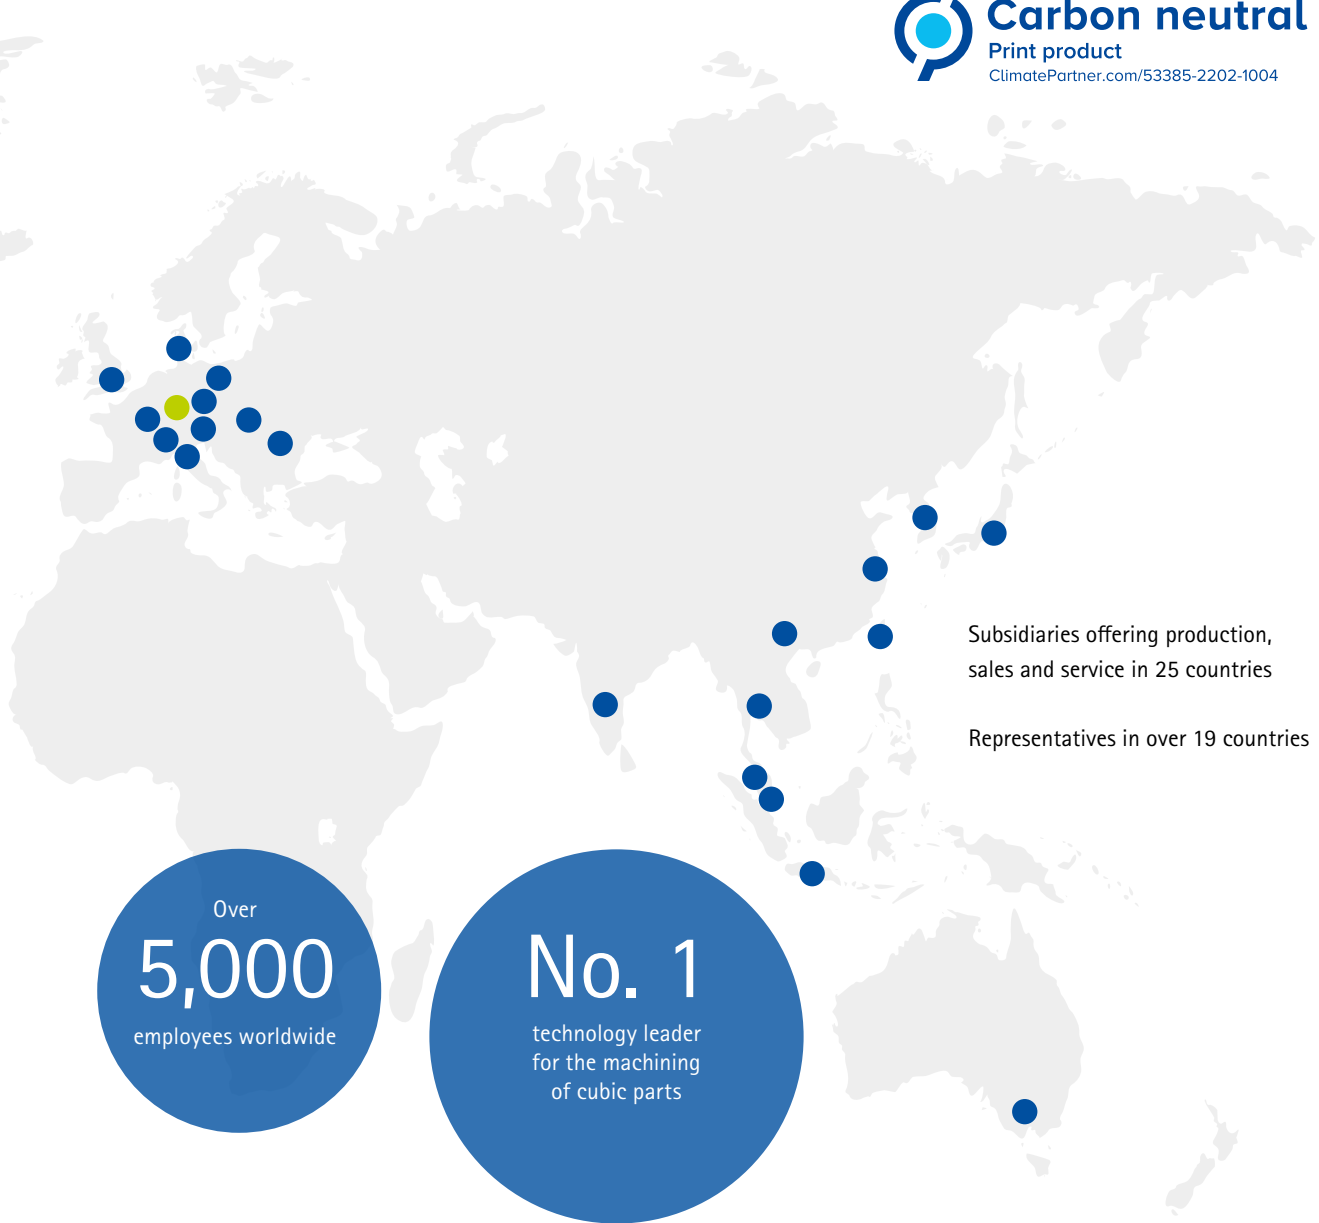 Carbon neutral
Print product
ClimatePartner.com/53385-2202-1004
Subsidiaries offering production,
sales and service in 25 countries
Representatives in over 19 countries
Over
5,000
employees worldwide
No. 1
technology leader
for the machining
of cubic parts